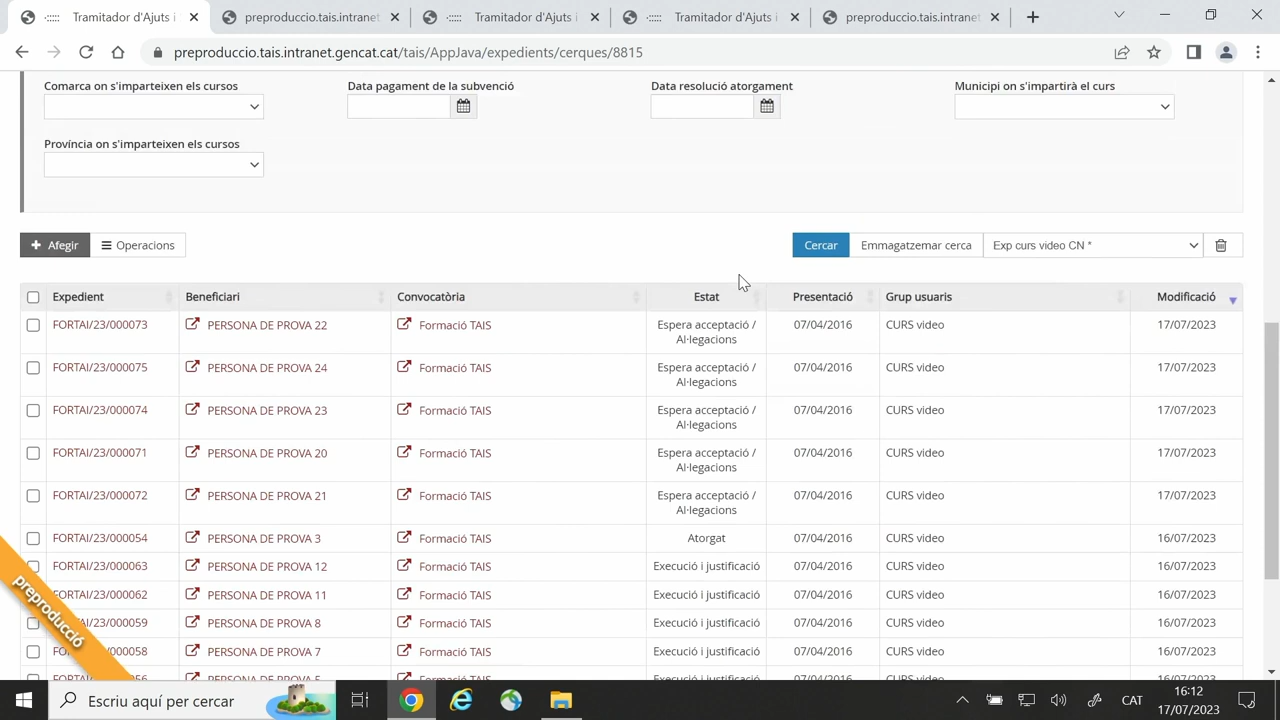 Tramitador d'Ajuts i
preproduccio.tais.intranet
Tramitador d'Ajuts i
Tramitador d'Ajuts i
preproduccio.tais.intranet
preproduccio.tais.intranet.gencat.cat/tais/AppJava/expedients/cerques/8815
Comarca on s'imparteixen els cursos
Data pagament de la subvenció
Data resolució atorgament
Municipi on s'impartirà el curs
Província on s'imparteixen els cursos
Afegir
Operacions
Cercar
Emmagatzemar cerca
Exp curs video CN *
Expedient Beneficiari Convocatòria Estat Presentació Grup usuaris Modificació
FORTAI/23/000073 PERSONA DE PROVA 22 Formació TAIS Espera acceptació / 07/04/2016 CURS video 17/07/2023
Al·legacions
FORTAI/23/000075 PERSONA DE PROVA 24 Formació TAIS Espera acceptació / 07/04/2016 CURS video 17/07/2023
Al·legacions
FORTAI/23/000074 PERSONA DE PROVA 23 Formació TAIS Espera acceptació / 07/04/2016 CURS video 17/07/2023
Al·legacions
FORTAI/23/000071 PERSONA DE PROVA 20 Formació TAIS Espera acceptació / 07/04/2016 CURS video 17/07/2023
Al·legacions
FORTAI/23/000072 PERSONA DE PROVA 21 Formació TAIS Espera acceptació / 07/04/2016 CURS video 17/07/2023
Al·legacions
FORTAI/23/000054 PERSONA DE PROVA 3 Formació TAIS Atorgat 07/04/2016 CURS video 16/07/2023
FORTAI/23/000063 PERSONA DE PROVA 12 Formació TAIS Execució i justificació 07/04/2016 CURS video 16/07/2023
FORTAI/23/000062 PERSONA DE PROVA 11 Formació TAIS Execució i justificació 07/04/2016 CURS video 16/07/2023
AI/23/000059 PERSONA DE PROVA 8 Formació TAIS Execució i justificació 07/04/2016 CURS video 16/07/2023
FO /23/000058 PERSONA DE PROVA 7 Formació TAIS Execució i justificació 07/04/2016 CURS video 16/07/2023
preproducció
Escriu aquí per cercar
CAT
16:12
17/07/2023